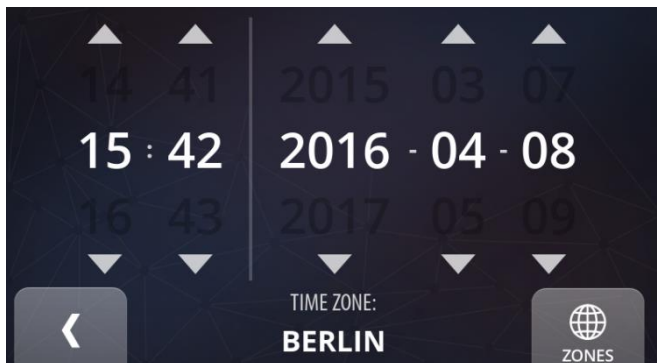 14 41 2015 03 07
15 : 42 2016 - 04 - 08
16 43 2017 05 09
TIME ZONE:
BERLIN
ZONES